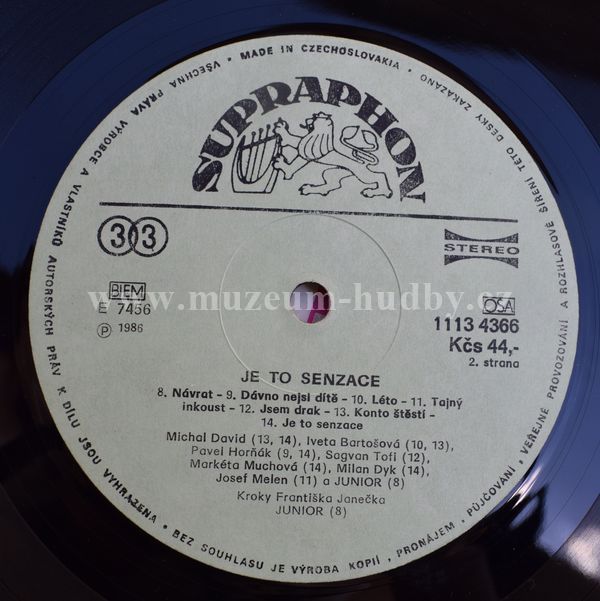 VŠECHNA PRÁVA VÝROBCE A VLASTNÍKŮ AUTORSKÝCH PRÁV K DÍLU JSOU VYHRAZENA • BEZ SOUHLASU JE VÝROBA KOPIÍ, PRONÁJEM, PŮJČOVÁNÍ, VEŘEJNÉ PROVOZOVÁNÍ A ROZHLASOVÉ ŠÍŘENÍ TÉTO DESKY ZAKÁZÁNO • MADE IN CZECHOSLOVAKIA •
SUPRAPHON
33
STEREO
BIEM
E 7456
Ⓟ 1986
www.muzeum-hudby.cz
A
OSA
1113 4366
Kčs 44,-
2. strana
JE TO SENZACE
8. Návrat – 9. Dávno nejsi dítě – 10. Léto – 11. Tajný
inkoust – 12. Jsem drak – 13. Konto štěstí –
14. Je to senzace
Michal David (13, 14), Iveta Bartošová (10, 13),
Pavel Horňák (9, 14), Sagvan Tofi (12),
Markéta Muchová (14), Milan Dyk (14),
Josef Melen (11) a JUNIOR (8)
Kroky Františka Janečka
JUNIOR (8)